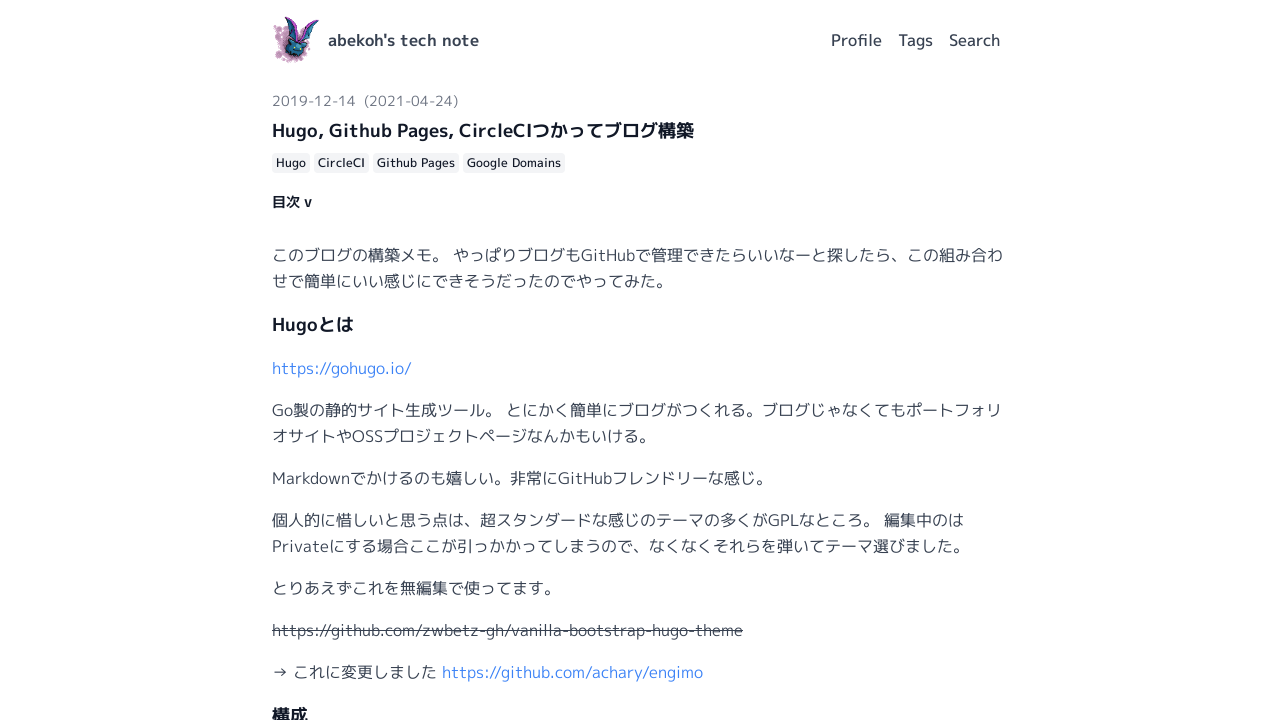 abekoh's tech note
Profile Tags Search
2019-12-14 (2021-04-24)
Hugo, Github Pages, CircleCIつかってブログ構築
Hugo CircleCI Github Pages Google Domains
目次 v
このブログの構築メモ。 やっぱりブログもGitHubで管理できたらいいなーと探したら、この組み合わ
せで簡単にいい感じにできそうだったのでやってみた。
Hugoとは
https://gohugo.io/
Go製の静的サイト生成ツール。 とにかく簡単にブログがつくれる。ブログじゃなくてもポートフォリ
オサイトやOSSプロジェクトページなんかもいける。
Markdownでかけるのも嬉しい。非常にGitHubフレンドリーな感じ。
個人的に惜しいと思う点は、超スタンダードな感じのテーマの多くがGPLなところ。 編集中のは
Privateにする場合ここが引っかかってしまうので、なくなくそれらを弾いてテーマ選びました。
とりあえずこれを無編集で使ってます。
https://github.com/zwbetz-gh/vanilla-bootstrap-hugo-theme
→ これに変更しました https://github.com/achary/engimo
構成